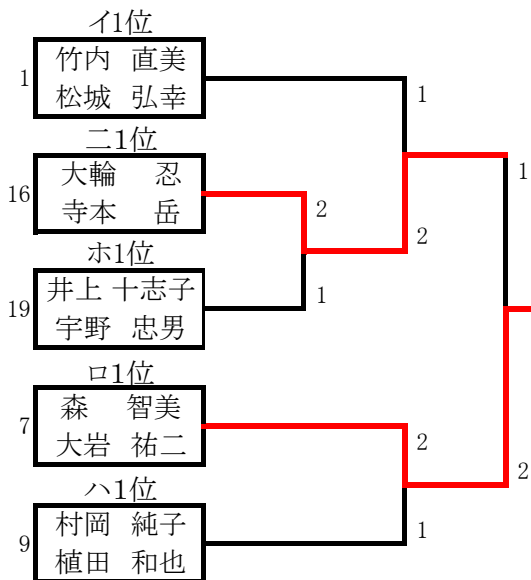 イ1位
1
竹内 直美
松城 弘幸
1
ニ1位
1
16
大輪 忍
寺本 岳
2
2
ホ1位
1
19
井上 十志子
宇野 忠男
ロ1位
7
森 智美
大岩 祐二
2
2
ハ1位
1
9
村岡 純子
植田 和也